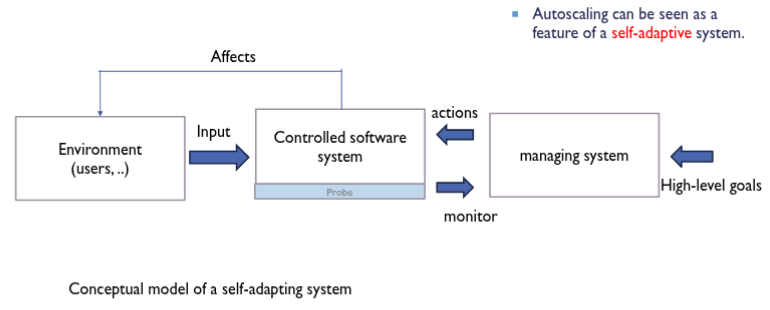 Autoscaling can be seen as a
feature of a self-adaptive system.
Affects
Environment
(users, ..)
Input
Controlled software
system
Probe
actions
monitor
managing system
High-level goals
Conceptual model of a self-adapting system